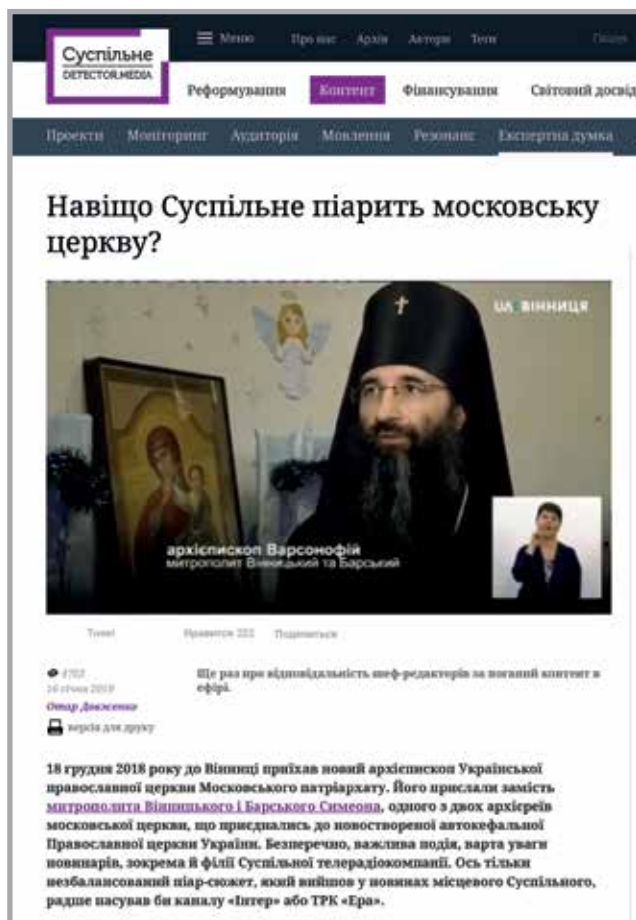 Суспільне
DETECTOR.MEDIA
Меню Про нас Архів Автори Теги
Реформування Контент Фінансування Світовий досвід
Проекти Моніторинг Аудиторія Мовлення Резонанс Експертна думка
Навіщо Суспільне піарить московську
церкву?
UA: ВІННИЦЯ
архієпископ Варсонофій
митрополит Вінницький та Барський
Tweet Нравится 222 Поделиться
16 січня 2019
Отар Довженко
версія для друку
Ще раз про відповідальність шеф-редакторів за поганий контент в
ефірі.
18 грудня 2018 року до Вінниці приїхав новий архієпископ Української
православної церкви Московського патріархату. Його прислали замість
митрополита Вінницького і Барського Симеона, одного з двох архієреїв
московської церкви, що приєднались до новоствореної автокефальної
Православної церкви України. Безперечно, важлива подія, варта уваги
новинарів, зокрема й філії Суспільної телерадіокомпанії. Ось тільки
незбалансований піар-сюжет, який вийшов у новинах місцевого Суспільного,
радше пасував би каналу «Інтер» або ТРК «Ера».